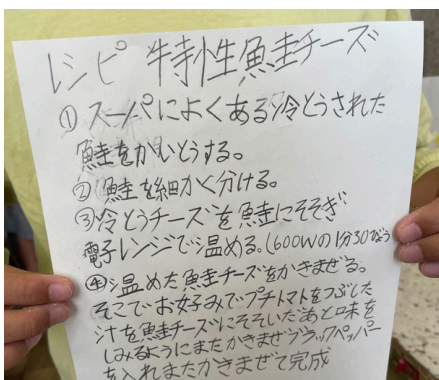 レシピ 特性鮭チーズ
①スーパによくある冷とうされた
鮭をかいとうする。
②鮭を細かく分ける。
③冷とうチーズを鮭にそそぎ
電子レンジで温める。(600Wの1分30びょう
④温めた鮭チーズをかきまぜる。
そこでお好みでプチトマトをつぶした
汁を鮭チーズにそそいだあと味を
しみるようにまたかきまぜブラックペッパー
を入れまたかきまぜて完成